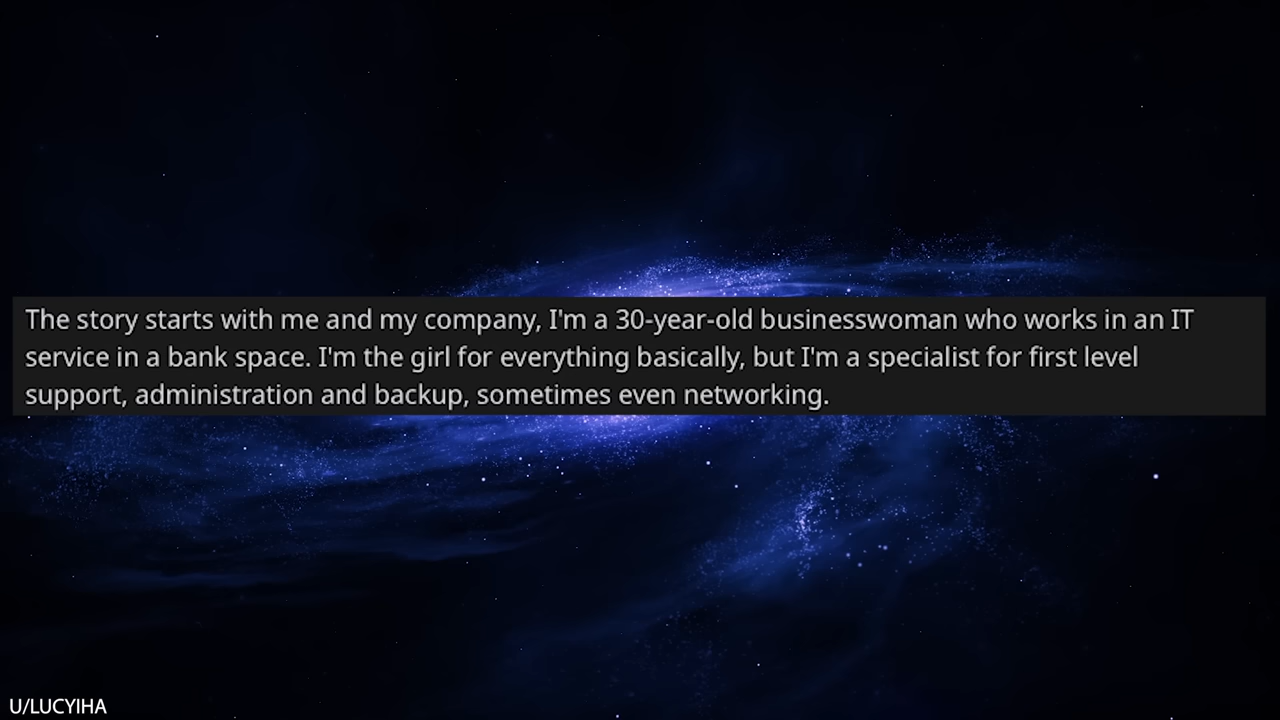 The story starts with me and my company, I'm a 30-year-old businesswoman who works in an IT
service in a bank space. I'm the girl for everything basically, but I'm a specialist for first level
support, administration and backup, sometimes even networking.
U/LUCYIHA